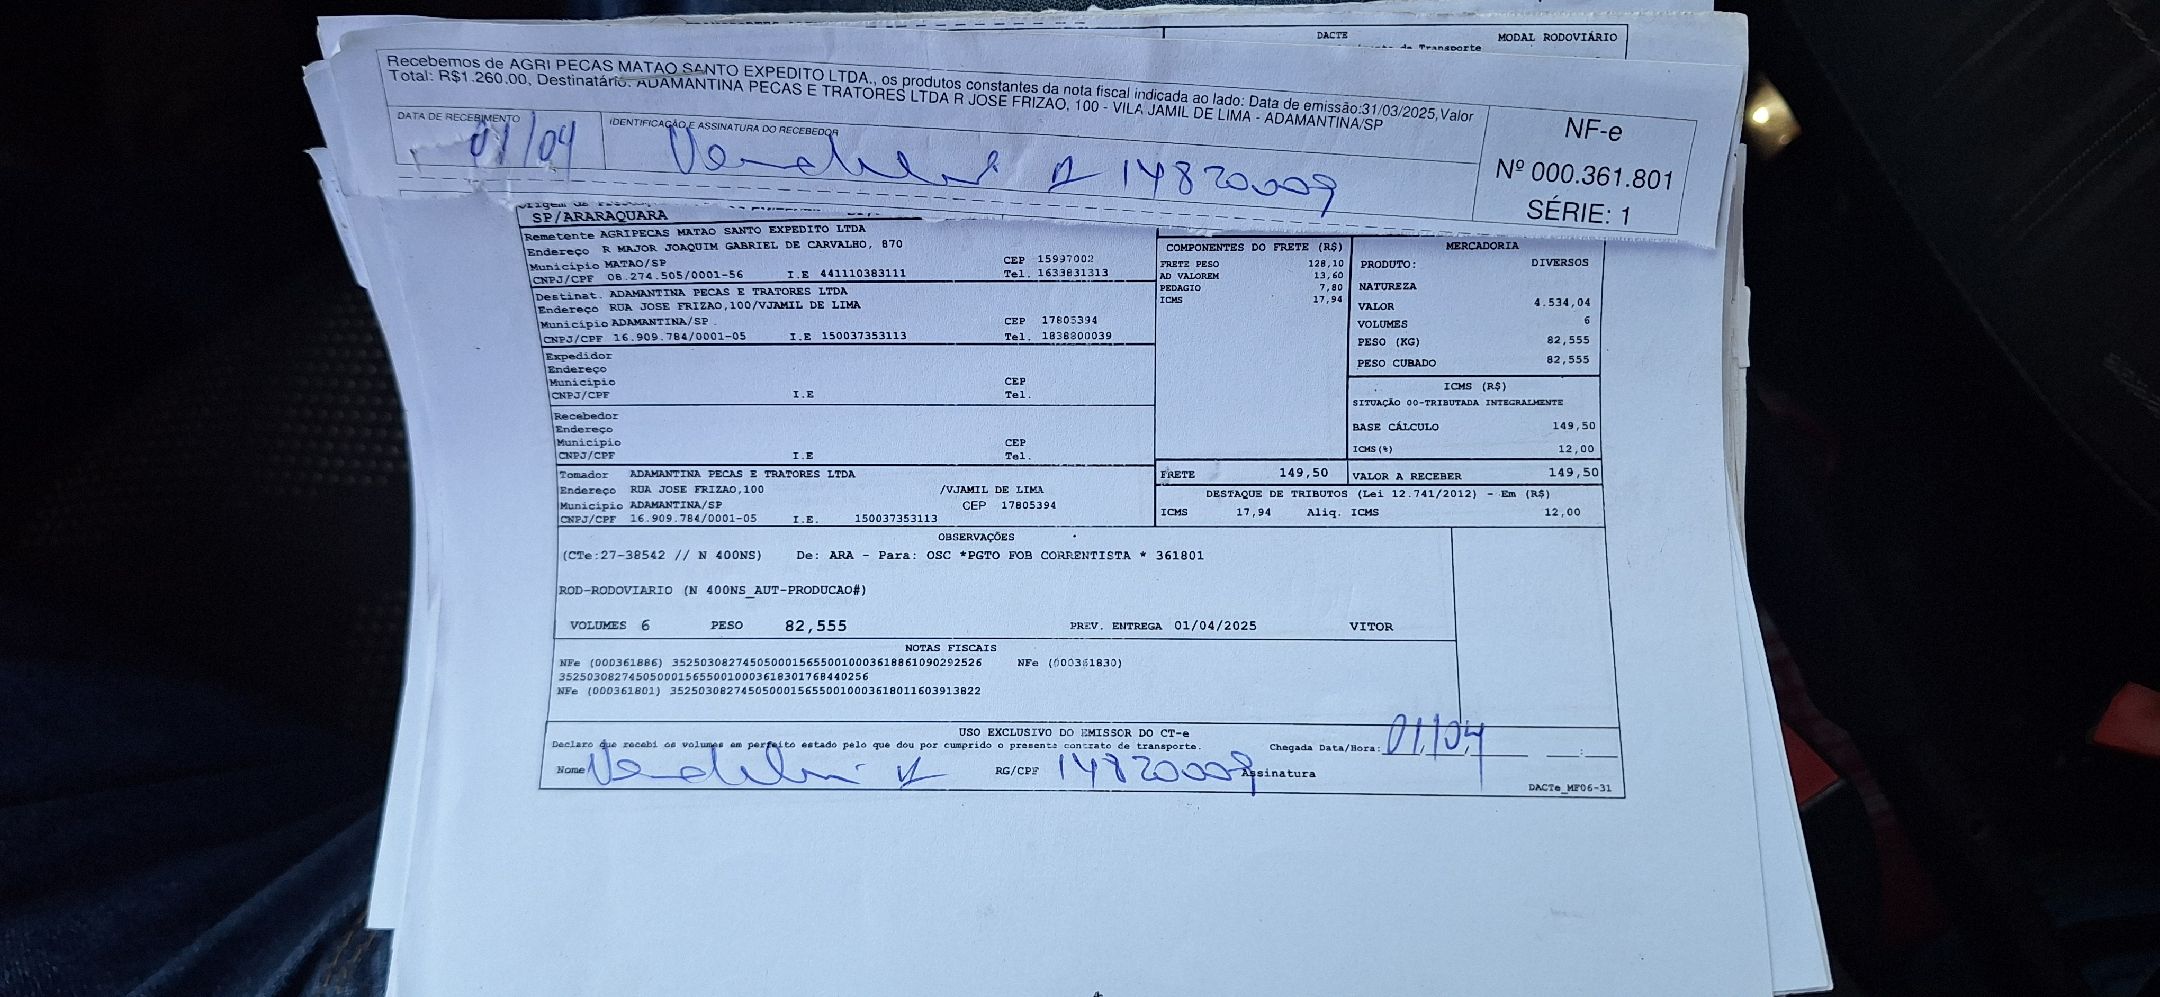 DACTE MODAL RODOVIÁRIO
de Transporte
Recebemos de AGRI PECAS MATAO SANTO EXPEDITO LTDA., os produtos constantes da nota fiscal indicada ao lado: Data de emissão:31/03/2025,Valor
Total: R$1.260.00, Destinatário: ADAMANTINA PECAS E TRATORES LTDA R JOSE FRIZAO, 100 - VILA JAMIL DE LIMA - ADAMANTINA/SP
DATA DE RECEBIMENTO
01/04
IDENTIFICAÇÃO E ASSINATURA DO RECEBEDOR
14820009
NF-e
Nº 000.361.801
SÉRIE: 1
SP/ARARAQUARA
Remetente AGRIPECAS MATAO SANTO EXPEDITO LTDA
Endereço R MAJOR JOAQUIM GABRIEL DE CARVALHO, 870
Município MATAO/SP CEP 15997002
CNPJ/CPF 08.274.505/0001-56 I.E 441110383111 Tel. 1633831313
Destinat. ADAMANTINA PECAS E TRATORES LTDA
Endereço RUA JOSE FRIZAO,100/VJAMIL DE LIMA
Município ADAMANTINA/SP CEP 17805394
CNPJ/CPF 16.909.784/0001-05 I.E 150037353113 Tel. 1838800039
Expedidor
Endereço
Município CEP
CNPJ/CPF I.E Tel.
Recebedor
Endereço
Município CEP
CNPJ/CPF I.E Tel.
Tomador ADAMANTINA PECAS E TRATORES LTDA
Endereço RUA JOSE FRIZAO,100 /VJAMIL DE LIMA
Município ADAMANTINA/SP CEP 17805394
CNPJ/CPF 16.909.784/0001-05 I.E. 150037353113
COMPONENTES DO FRETE (R$)
FRETE PESO 128,10
AD VALOREM 13,60
PEDAGIO 7,80
ICMS 17,94
FRETE 149,50
MERCADORIA
PRODUTO: DIVERSOS
NATUREZA
VALOR 4.534,04
VOLUMES 6
PESO (KG) 82,555
PESO CUBADO 82,555
ICMS (R$)
SITUAÇÃO 00-TRIBUTADA INTEGRALMENTE
BASE CÁLCULO 149,50
ICMS(%) 12,00
VALOR A RECEBER 149,50
DESTAQUE DE TRIBUTOS (Lei 12.741/2012) - Em (R$)
ICMS 17,94 Aliq. ICMS 12,00
OBSERVAÇÕES
(CTe:27-38542 // N 400NS) De: ARA - Para: OSC *PGTO FOB CORRENTISTA * 361801
ROD-RODOVIARIO (N 400NS_AUT-PRODUCAO#)
VOLUMES 6 PESO 82,555 PREV. ENTREGA 01/04/2025 VITOR
NOTAS FISCAIS
NFe (000361886) 35250308274505000156550010003618861090292526 NFe (000361830)
35250308274505000156550010003618301768440256
NFe (000361801) 35250308274505000156550010003618011603913822
USO EXCLUSIVO DO EMISSOR DO CT-e
Declaro que recebi os volumes em perfeito estado pelo que dou por cumprido o presente contrato de transporte. Chegada Data/Hora: 01/04
Nome RG/CPF 14820009 Assinatura
DACTe_MF06-31